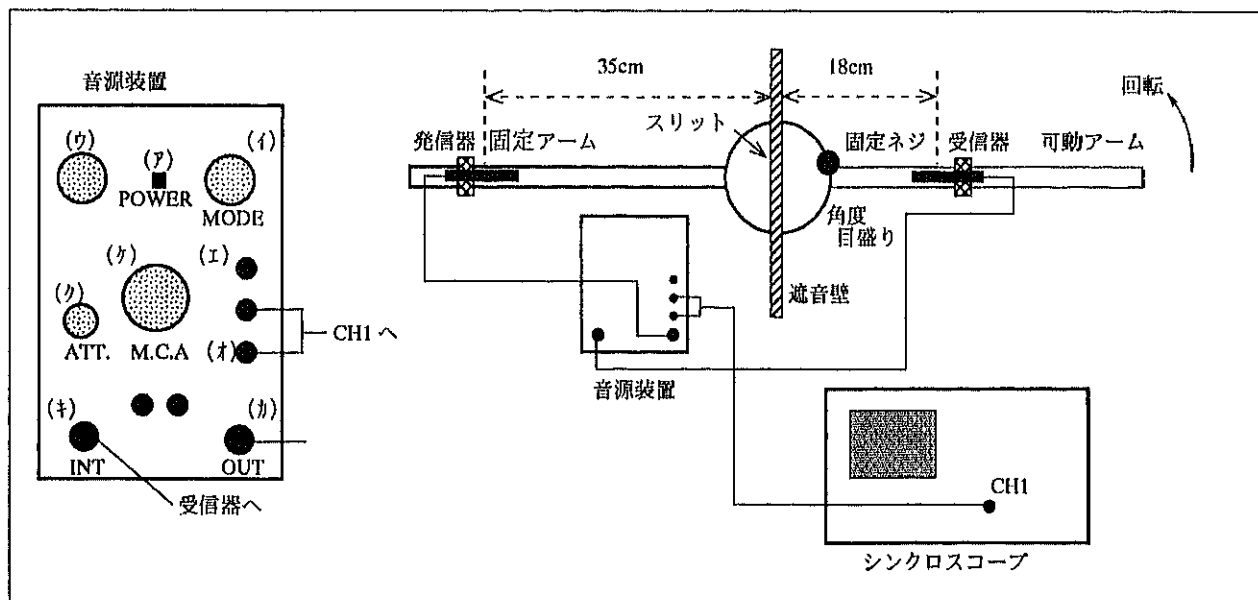 音源装置
(ウ)
(ア)
(イ)
POWER
MODE
(ケ)
(エ)
(ク)
ATT.
M.C.A
(オ)
CH1 へ
(キ)
(カ)
INT
OUT
受信器へ
35cm
18cm
回転
スリット
発信器
固定アーム
固定ネジ
受信器
可動アーム
角度
目盛り
遮音壁
音源装置
CH1
シンクロスコープ